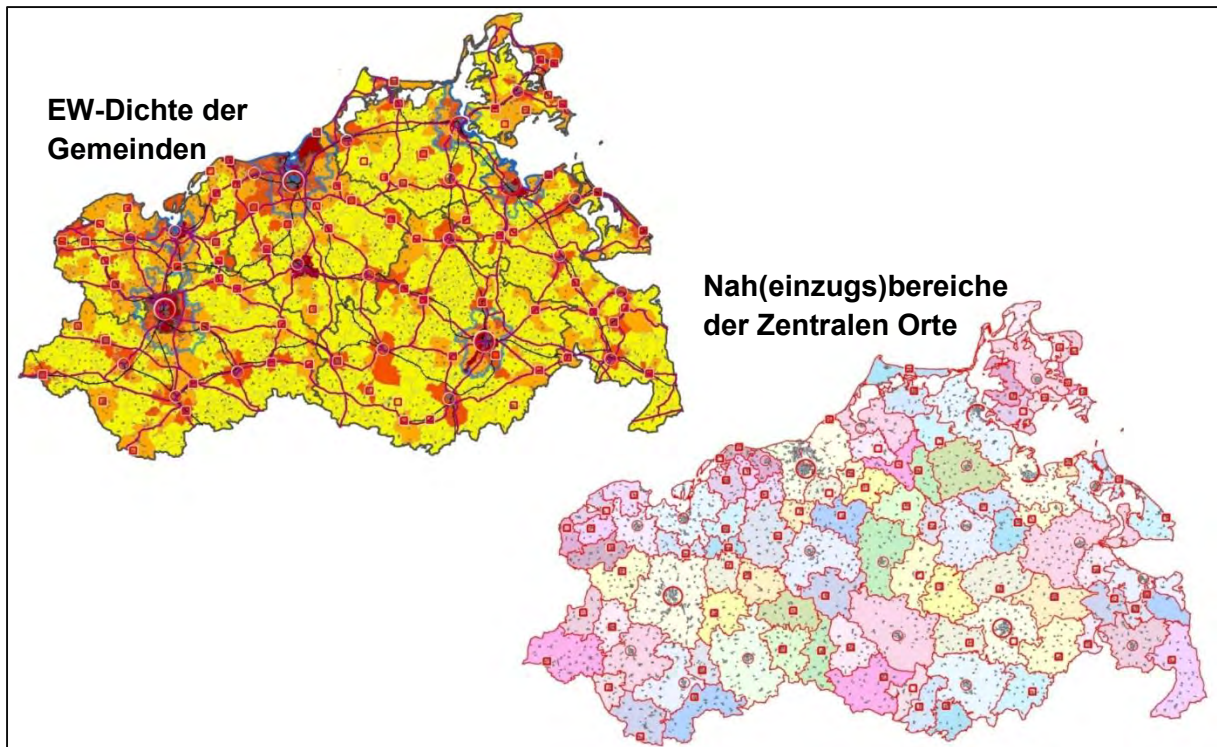 EW-Dichte der
Gemeinden
Nah(einzugs)bereiche
der Zentralen Orte